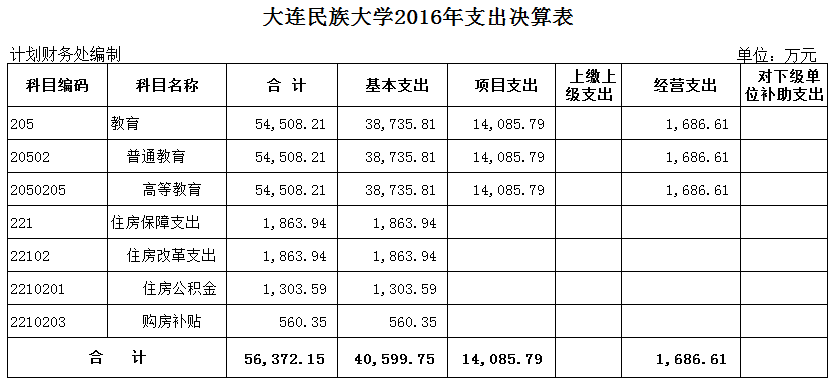 大连民族大学2016年支出决算表
计划财务处编制 单位：万元
科目编码 科目名称 合 计 基本支出 项目支出 上缴上级支出 经营支出 对下级单位补助支出
205 教育 54,508.21 38,735.81 14,085.79 1,686.61
20502 普通教育 54,508.21 38,735.81 14,085.79 1,686.61
2050205 高等教育 54,508.21 38,735.81 14,085.79 1,686.61
221 住房保障支出 1,863.94 1,863.94
22102 住房改革支出 1,863.94 1,863.94
2210201 住房公积金 1,303.59 1,303.59
2210203 购房补贴 560.35 560.35
合 计 56,372.15 40,599.75 14,085.79 1,686.61